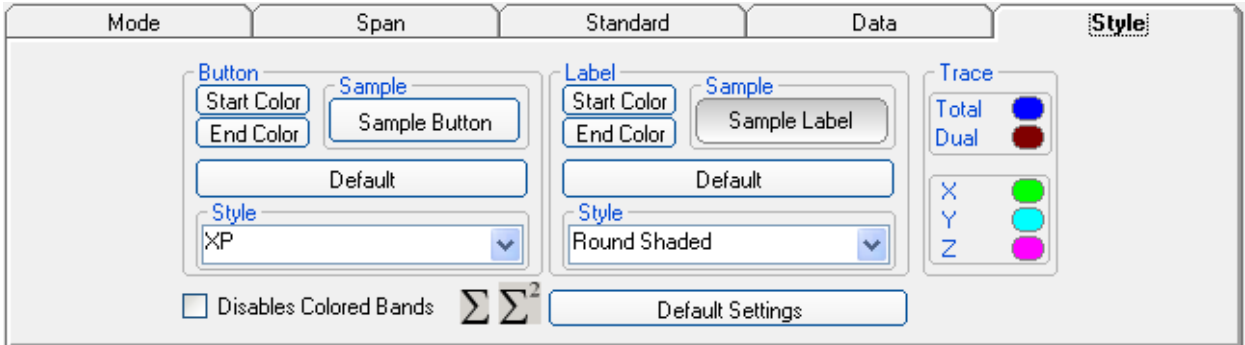 Mode Span Standard Data Style
Button Label Trace
Start Color Sample Start Color Sample Total
Sample Button Sample Label
End Color End Color Dual
Default Default X
Style Style Y
XP Round Shaded Z
Disables Colored Bands Σ Σ² Default Settings